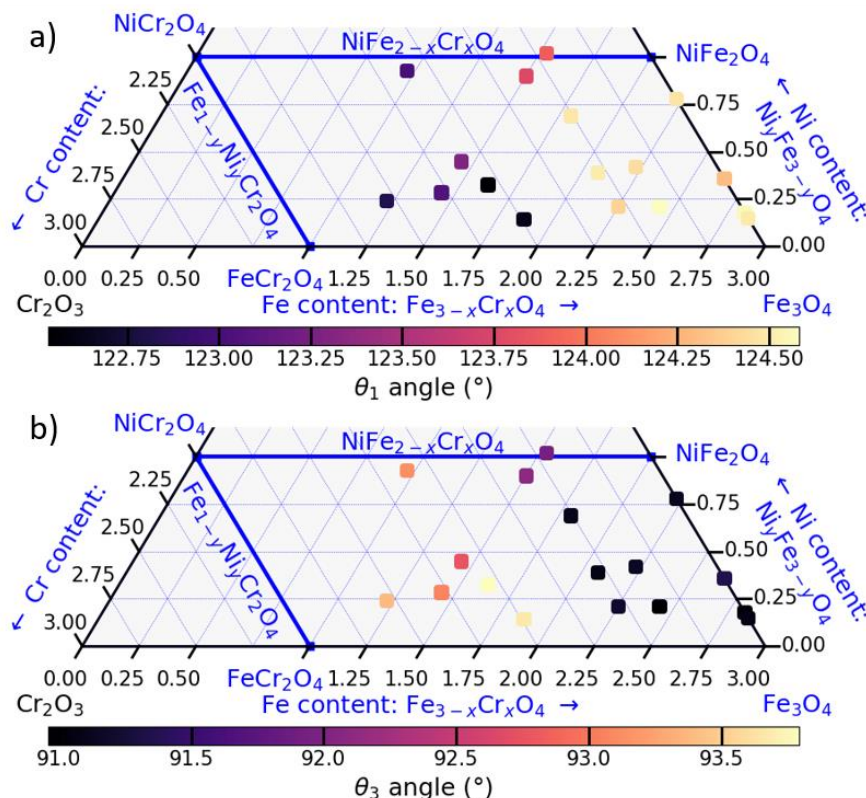 a)
NiCr₂O₄
NiFe₂₋ₓCrₓO₄
NiFe₂O₄
← Cr content:
2.25
2.50
2.75
3.00
Fe₁₋yNiyCr₂O₄
← Ni content:
NiyFe₃₋yO₄
0.75
0.50
0.25
0.00
0.00 0.25 0.50 FeCr₂O₄ 1.25 1.50 1.75 2.00 2.25 2.50 3.00
Cr₂O₃ Fe content: Fe₃₋ₓCrₓO₄ → Fe₃O₄
122.75 123.00 123.25 123.50 123.75 124.00 124.25 124.50
θ₁ angle (°)
b)
NiCr₂O₄
NiFe₂₋ₓCrₓO₄
NiFe₂O₄
← Cr content:
2.25
2.50
2.75
3.00
Fe₁₋yNiyCr₂O₄
← Ni content:
NiyFe₃₋yO₄
0.75
0.50
0.25
0.00
0.00 0.25 0.50 FeCr₂O₄ 1.25 1.50 1.75 2.00 2.25 2.50 3.00
Cr₂O₃ Fe content: Fe₃₋ₓCrₓO₄ → Fe₃O₄
91.0 91.5 92.0 92.5 93.0 93.5
θ₃ angle (°)